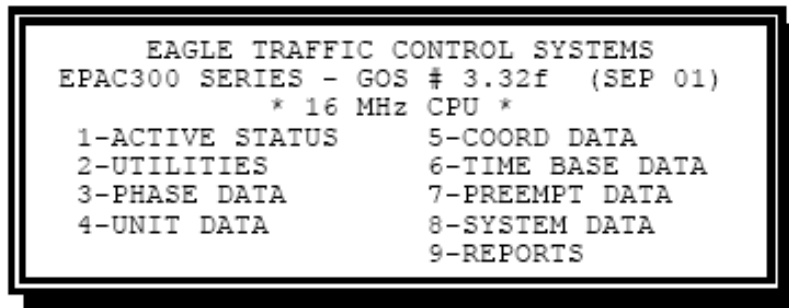 EAGLE TRAFFIC CONTROL SYSTEMS
EPAC300 SERIES - GOS # 3.32f (SEP 01)
* 16 MHz CPU *
1-ACTIVE STATUS 5-COORD DATA
2-UTILITIES 6-TIME BASE DATA
3-PHASE DATA 7-PREEMPT DATA
4-UNIT DATA 8-SYSTEM DATA
9-REPORTS